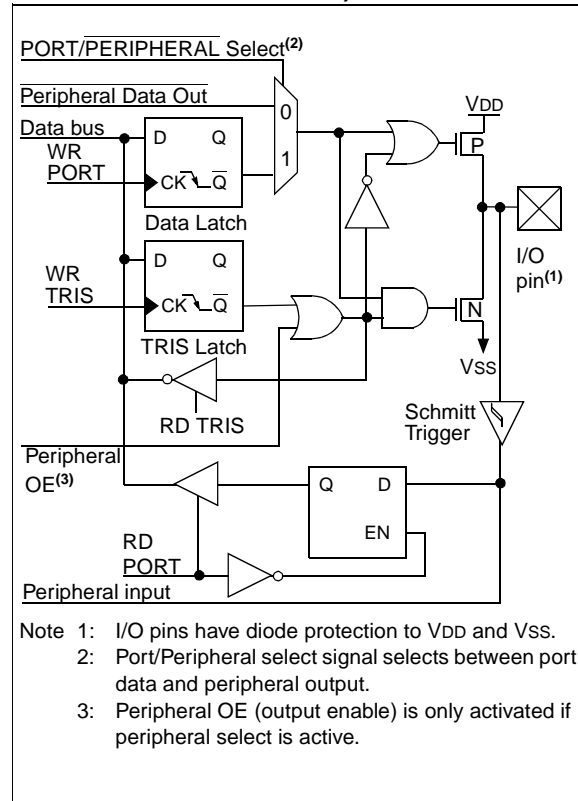 PORT/PERIPHERAL Select(2)
Peripheral Data Out
Data bus
WR
PORT
D Q
CK Q
Data Latch
0
1
VDD
P
I/O
pin(1)
WR
TRIS
D Q
CK Q
TRIS Latch
N
VSS
RD TRIS
Schmitt
Trigger
Peripheral
OE(3)
Q D
EN
RD
PORT
Peripheral input
Note 1: I/O pins have diode protection to VDD and VSS.
2: Port/Peripheral select signal selects between port
data and peripheral output.
3: Peripheral OE (output enable) is only activated if
peripheral select is active.